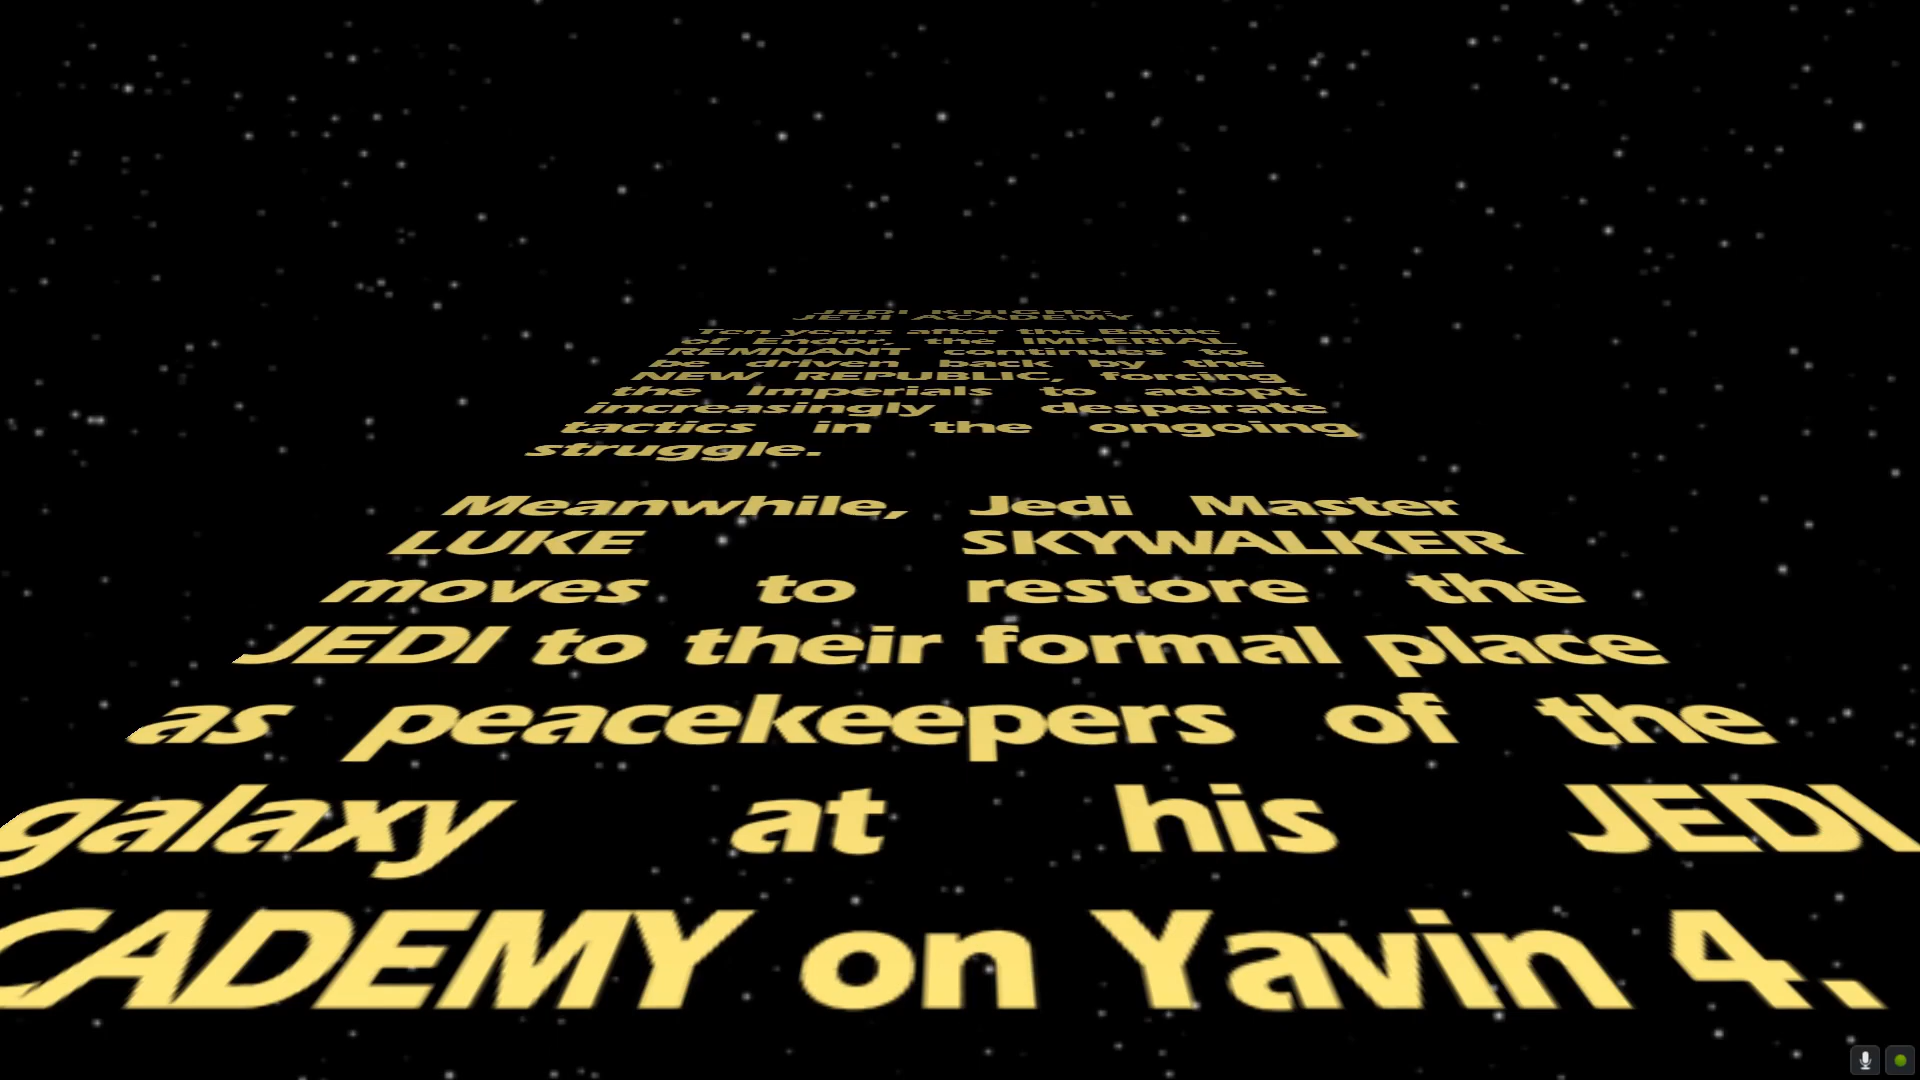 JEDI KNIGHT:
JEDI ACADEMY
Ten years after the Battle
of Endor, the IMPERIAL
REMNANT continues to
be driven back by the
NEW REPUBLIC, forcing
the Imperials to adopt
increasingly desperate
tactics in the ongoing
struggle.
Meanwhile, Jedi Master
LUKE SKYWALKER
moves to restore the
JEDI to their formal place
as peacekeepers of the
galaxy at his JEDI
CADEMY on Yavin 4.